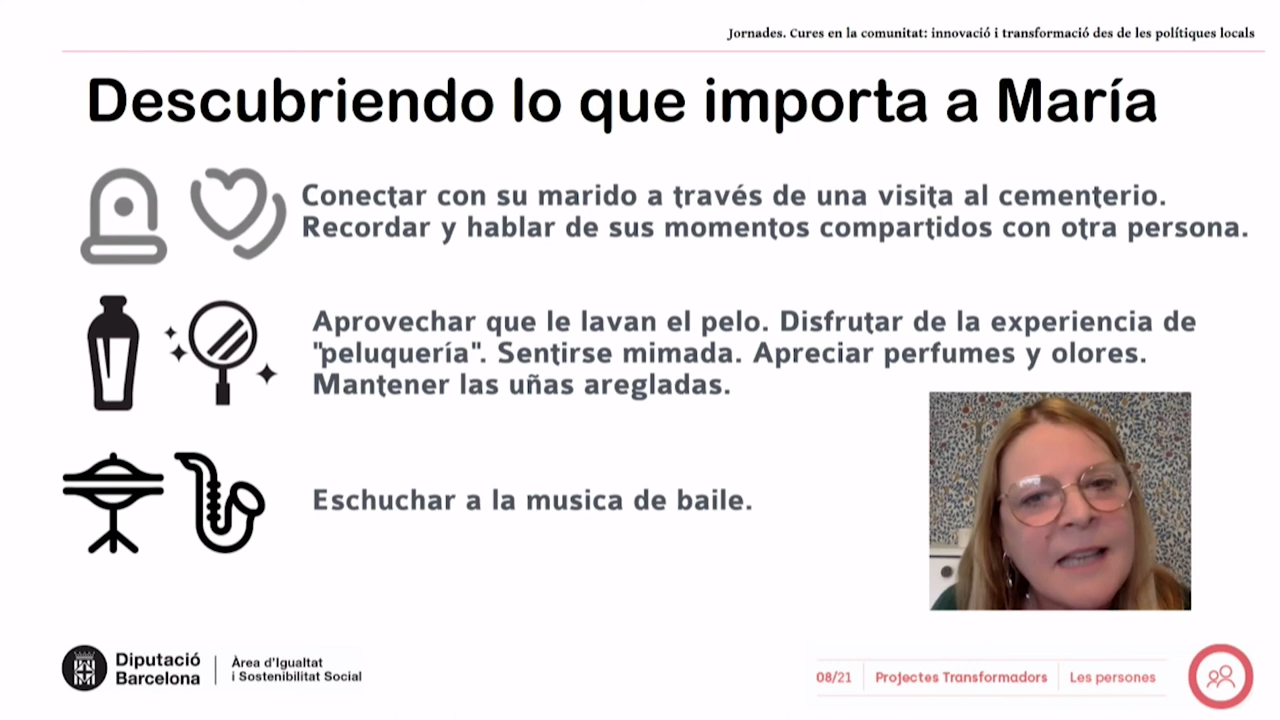 Jornades. Cures en la comunitat: innovació i transformació des de les polítiques locals
Descubriendo lo que importa a María
Conectar con su marido a través de una visita al cementerio.
Recordar y hablar de sus momentos compartidos con otra persona.
Aprovechar que le lavan el pelo. Disfrutar de la experiencia de
"peluquería". Sentirse mimada. Apreciar perfumes y olores.
Mantener las uñas aregladas.
Eschuchar a la musica de baile.
Diputació
Barcelona
Àrea d'Igualtat
i Sostenibilitat Social
08/21
Projectes Transformadors
Les persones